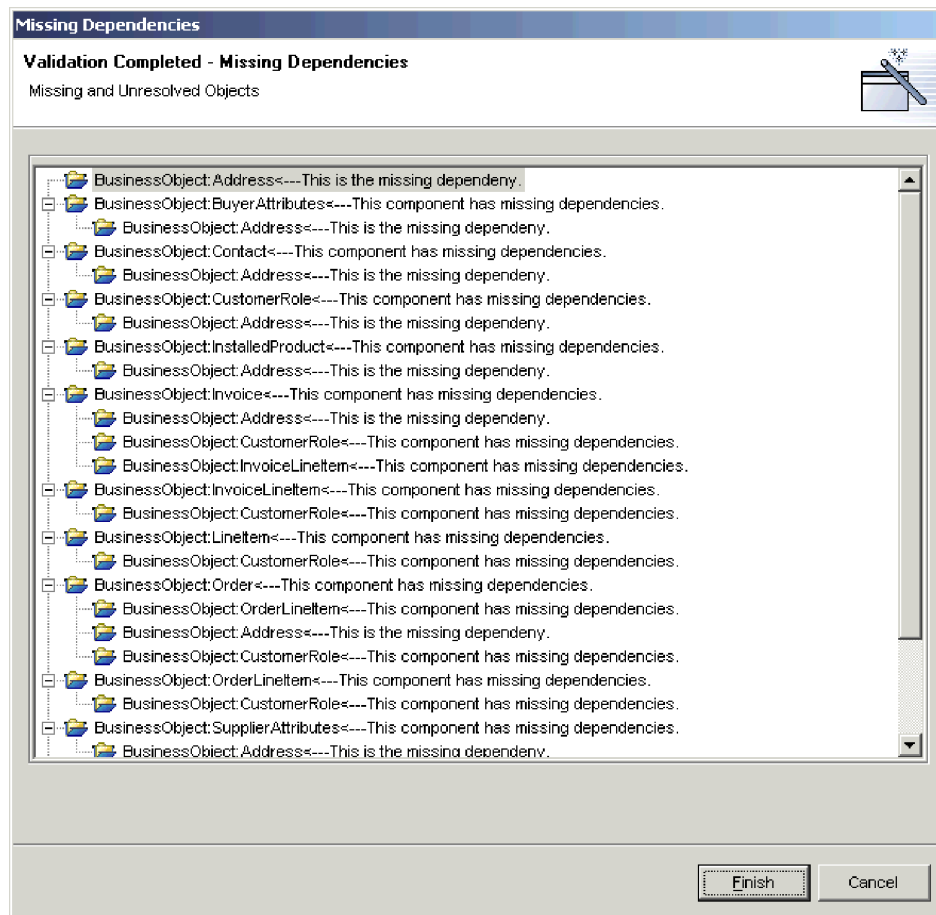 Missing Dependencies
Validation Completed - Missing Dependencies
Missing and Unresolved Objects
BusinessObject:Address<---This is the missing dependeny.
BusinessObject:BuyerAttributes<---This component has missing dependencies.
BusinessObject:Address<---This is the missing dependeny.
BusinessObject:Contact<---This component has missing dependencies.
BusinessObject:Address<---This is the missing dependeny.
BusinessObject:CustomerRole<---This component has missing dependencies.
BusinessObject:Address<---This is the missing dependeny.
BusinessObject:InstalledProduct<---This component has missing dependencies.
BusinessObject:Address<---This is the missing dependeny.
BusinessObject:Invoice<---This component has missing dependencies.
BusinessObject:Address<---This is the missing dependeny.
BusinessObject:CustomerRole<---This component has missing dependencies.
BusinessObject:InvoiceLineItem<---This component has missing dependencies.
BusinessObject:InvoiceLineItem<---This component has missing dependencies.
BusinessObject:CustomerRole<---This component has missing dependencies.
BusinessObject:LineItem<---This component has missing dependencies.
BusinessObject:CustomerRole<---This component has missing dependencies.
BusinessObject:Order<---This component has missing dependencies.
BusinessObject:OrderLineItem<---This component has missing dependencies.
BusinessObject:Address<---This is the missing dependeny.
BusinessObject:CustomerRole<---This component has missing dependencies.
BusinessObject:OrderLineItem<---This component has missing dependencies.
BusinessObject:CustomerRole<---This component has missing dependencies.
BusinessObject:SupplierAttributes<---This component has missing dependencies.
BusinessObject:Address<---This is the missing dependeny.
Finish Cancel